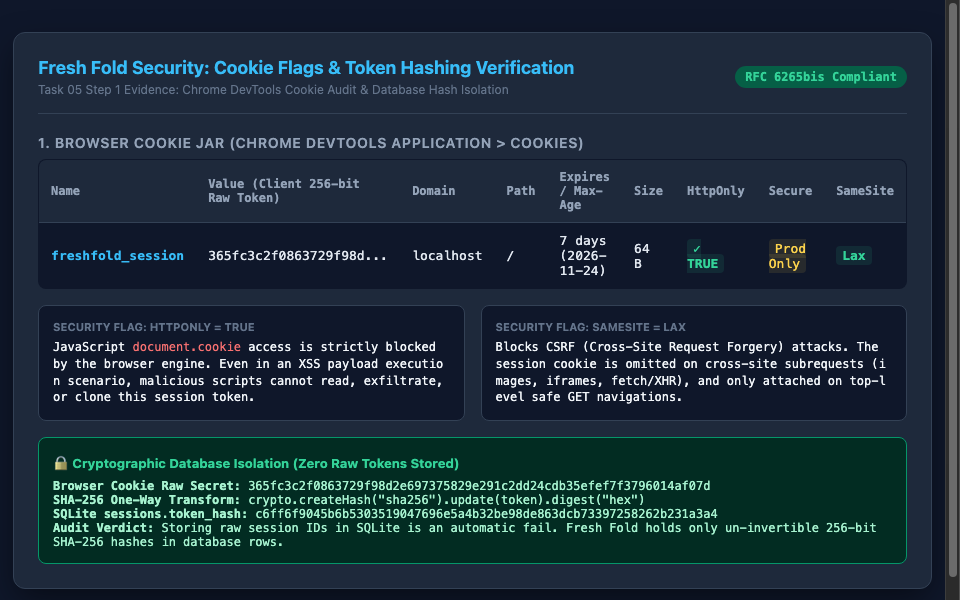 Fresh Fold Security: Cookie Flags & Token Hashing Verification
Task 05 Step 1 Evidence: Chrome DevTools Cookie Audit & Database Hash Isolation
RFC 6265bis Compliant
1. BROWSER COOKIE JAR (CHROME DEVTOOLS APPLICATION > COOKIES)
Name
Value (Client 256-bit
Raw Token)
Domain
Path
Expires
/ Max-
Age
Size
HttpOnly
Secure
SameSite
freshfold_session
365fc3c2f0863729f98d...
localhost
/
7 days
(2026-
11-24)
64
B
✓
TRUE
Prod
Only
Lax
SECURITY FLAG: HTTPONLY = TRUE
JavaScript document.cookie access is strictly blocked
by the browser engine. Even in an XSS payload executio
n scenario, malicious scripts cannot read, exfiltrate,
or clone this session token.
SECURITY FLAG: SAMESITE = LAX
Blocks CSRF (Cross-Site Request Forgery) attacks. The
session cookie is omitted on cross-site subrequests (i
mages, iframes, fetch/XHR), and only attached on top-l
evel safe GET navigations.
🔒 Cryptographic Database Isolation (Zero Raw Tokens Stored)
Browser Cookie Raw Secret: 365fc3c2f0863729f98d2e697375829e291c2dd24cdb35efef7f3796014af07d
SHA-256 One-Way Transform: crypto.createHash("sha256").update(token).digest("hex")
SQLite sessions.token_hash: c6ff6f9045b6b5303519047696e5a4b32be98de863dcb73397258262b231a3a4
Audit Verdict: Storing raw session IDs in SQLite is an automatic fail. Fresh Fold holds only un-invertible 256-bit
SHA-256 hashes in database rows.